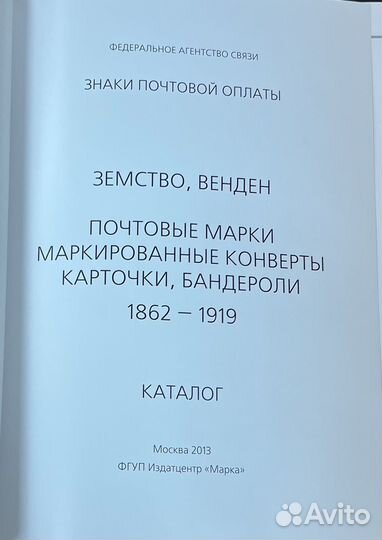 ФЕДЕРАЛЬНОЕ АГЕНТСТВО СВЯЗИ
ЗНАКИ ПОЧТОВОЙ ОПЛАТЫ
ЗЕМСТВО, ВЕНДЕН
ПОЧТОВЫЕ МАРКИ
МАРКИРОВАННЫЕ КОНВЕРТЫ
КАРТОЧКИ, БАНДЕРОЛИ
1862 – 1919
КАТАЛОГ
Москва 2013
ФГУП Издатцентр «Марка»
Avito